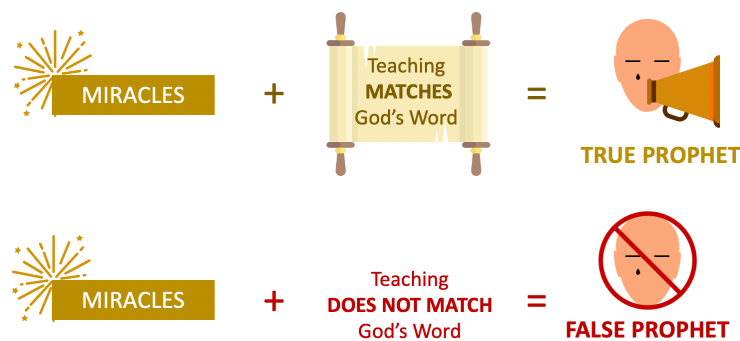 MIRACLES
+
Teaching
MATCHES
God's Word
=
TRUE PROPHET
MIRACLES
+
Teaching
DOES NOT MATCH
God's Word
=
FALSE PROPHET